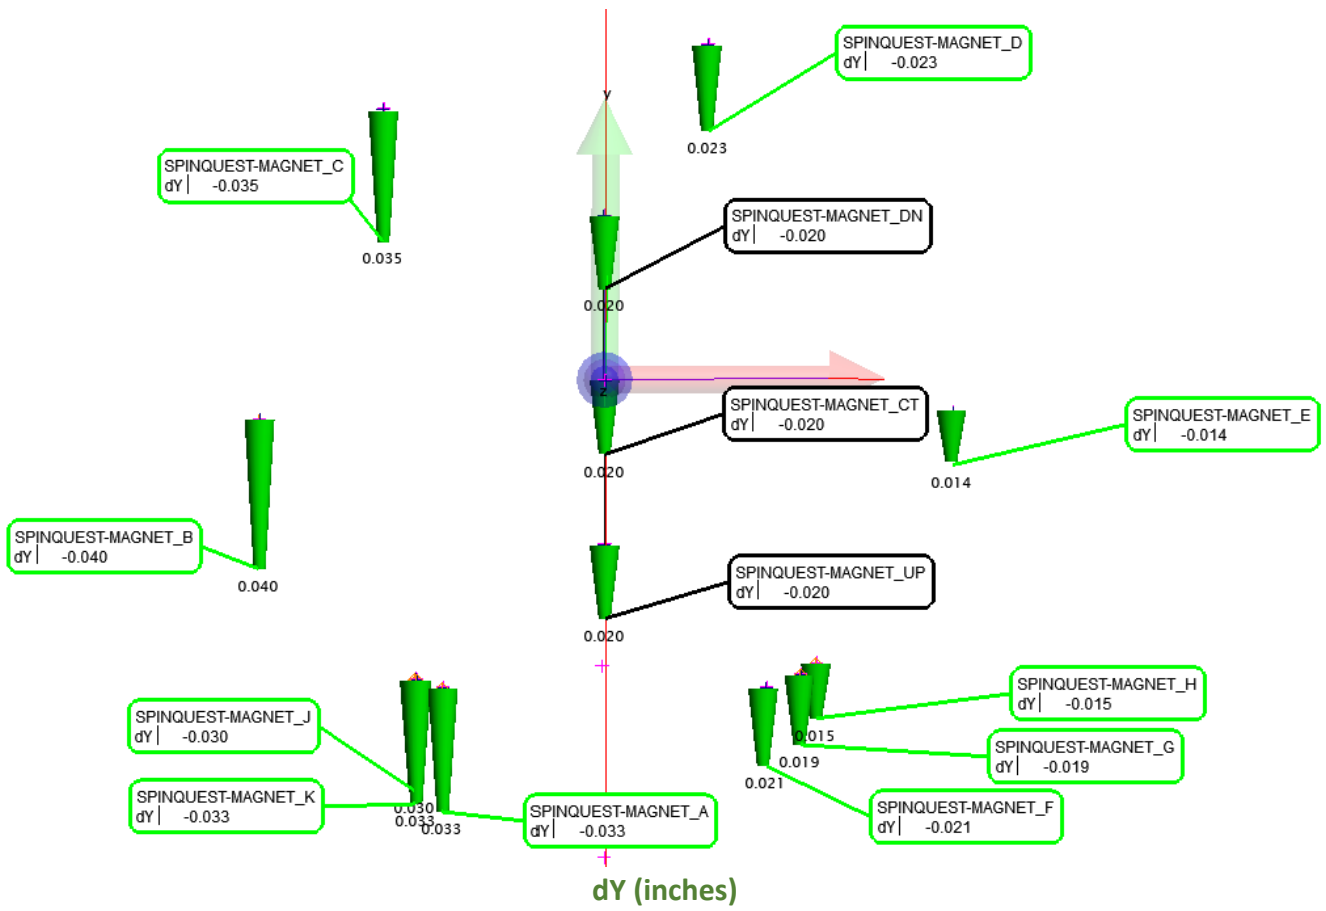 SPINQUEST-MAGNET_D
dY| -0.023
0.023
y
SPINQUEST-MAGNET_C
dY| -0.035
0.035
SPINQUEST-MAGNET_DN
dY| -0.020
0.020
z
SPINQUEST-MAGNET_CT
dY| -0.020
0.020
SPINQUEST-MAGNET_E
dY| -0.014
0.014
SPINQUEST-MAGNET_B
dY| -0.040
0.040
SPINQUEST-MAGNET_UP
dY| -0.020
0.020
SPINQUEST-MAGNET_H
dY| -0.015
0.015
SPINQUEST-MAGNET_J
dY| -0.030
0.030
SPINQUEST-MAGNET_G
dY| -0.019
0.019
SPINQUEST-MAGNET_K
dY| -0.033
0.033
SPINQUEST-MAGNET_A
dY| -0.033
0.033
SPINQUEST-MAGNET_F
dY| -0.021
0.021
dY (inches)